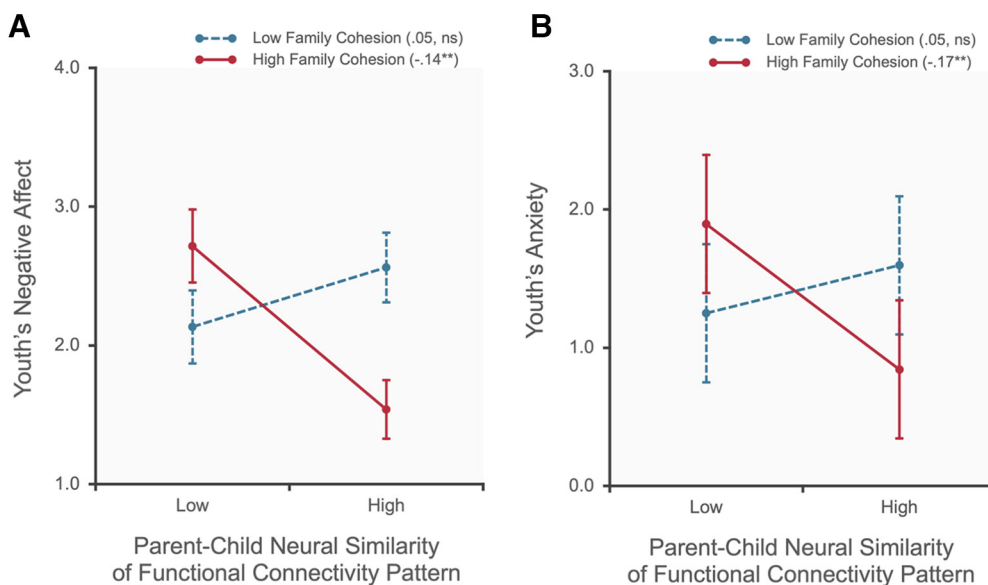 A
Low Family Cohesion (.05, ns)
High Family Cohesion (-.14**)
4.0
3.0
2.0
1.0
Youth's Negative Affect
Low
High
Parent-Child Neural Similarity
of Functional Connectivity Pattern
B
Low Family Cohesion (.05, ns)
High Family Cohesion (-.17**)
3.0
2.0
1.0
0.0
Youth's Anxiety
Low
High
Parent-Child Neural Similarity
of Functional Connectivity Pattern